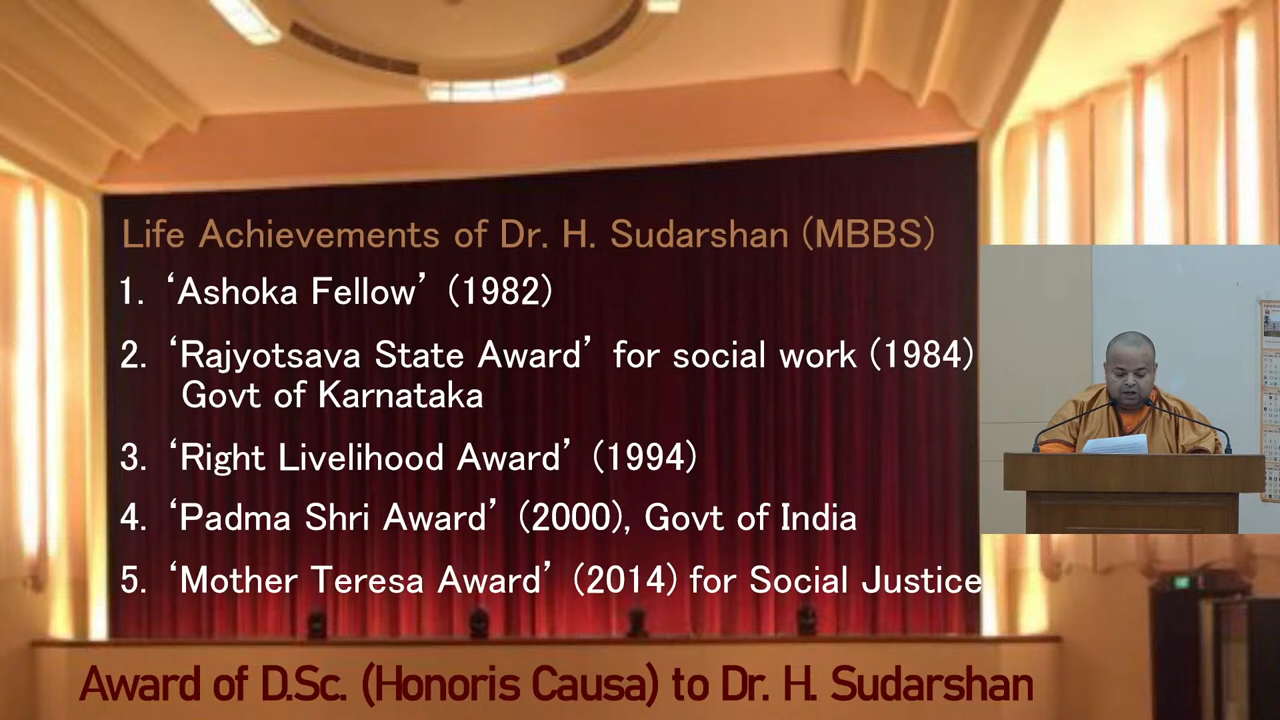 Life Achievements of Dr. H. Sudarshan (MBBS)
1. ‘Ashoka Fellow’ (1982)
2. ‘Rajyotsava State Award’ for social work (1984)
Govt of Karnataka
3. ‘Right Livelihood Award’ (1994)
4. ‘Padma Shri Award’ (2000), Govt of India
5. ‘Mother Teresa Award’ (2014) for Social Justice
Award of D.Sc. (Honoris Causa) to Dr. H. Sudarshan